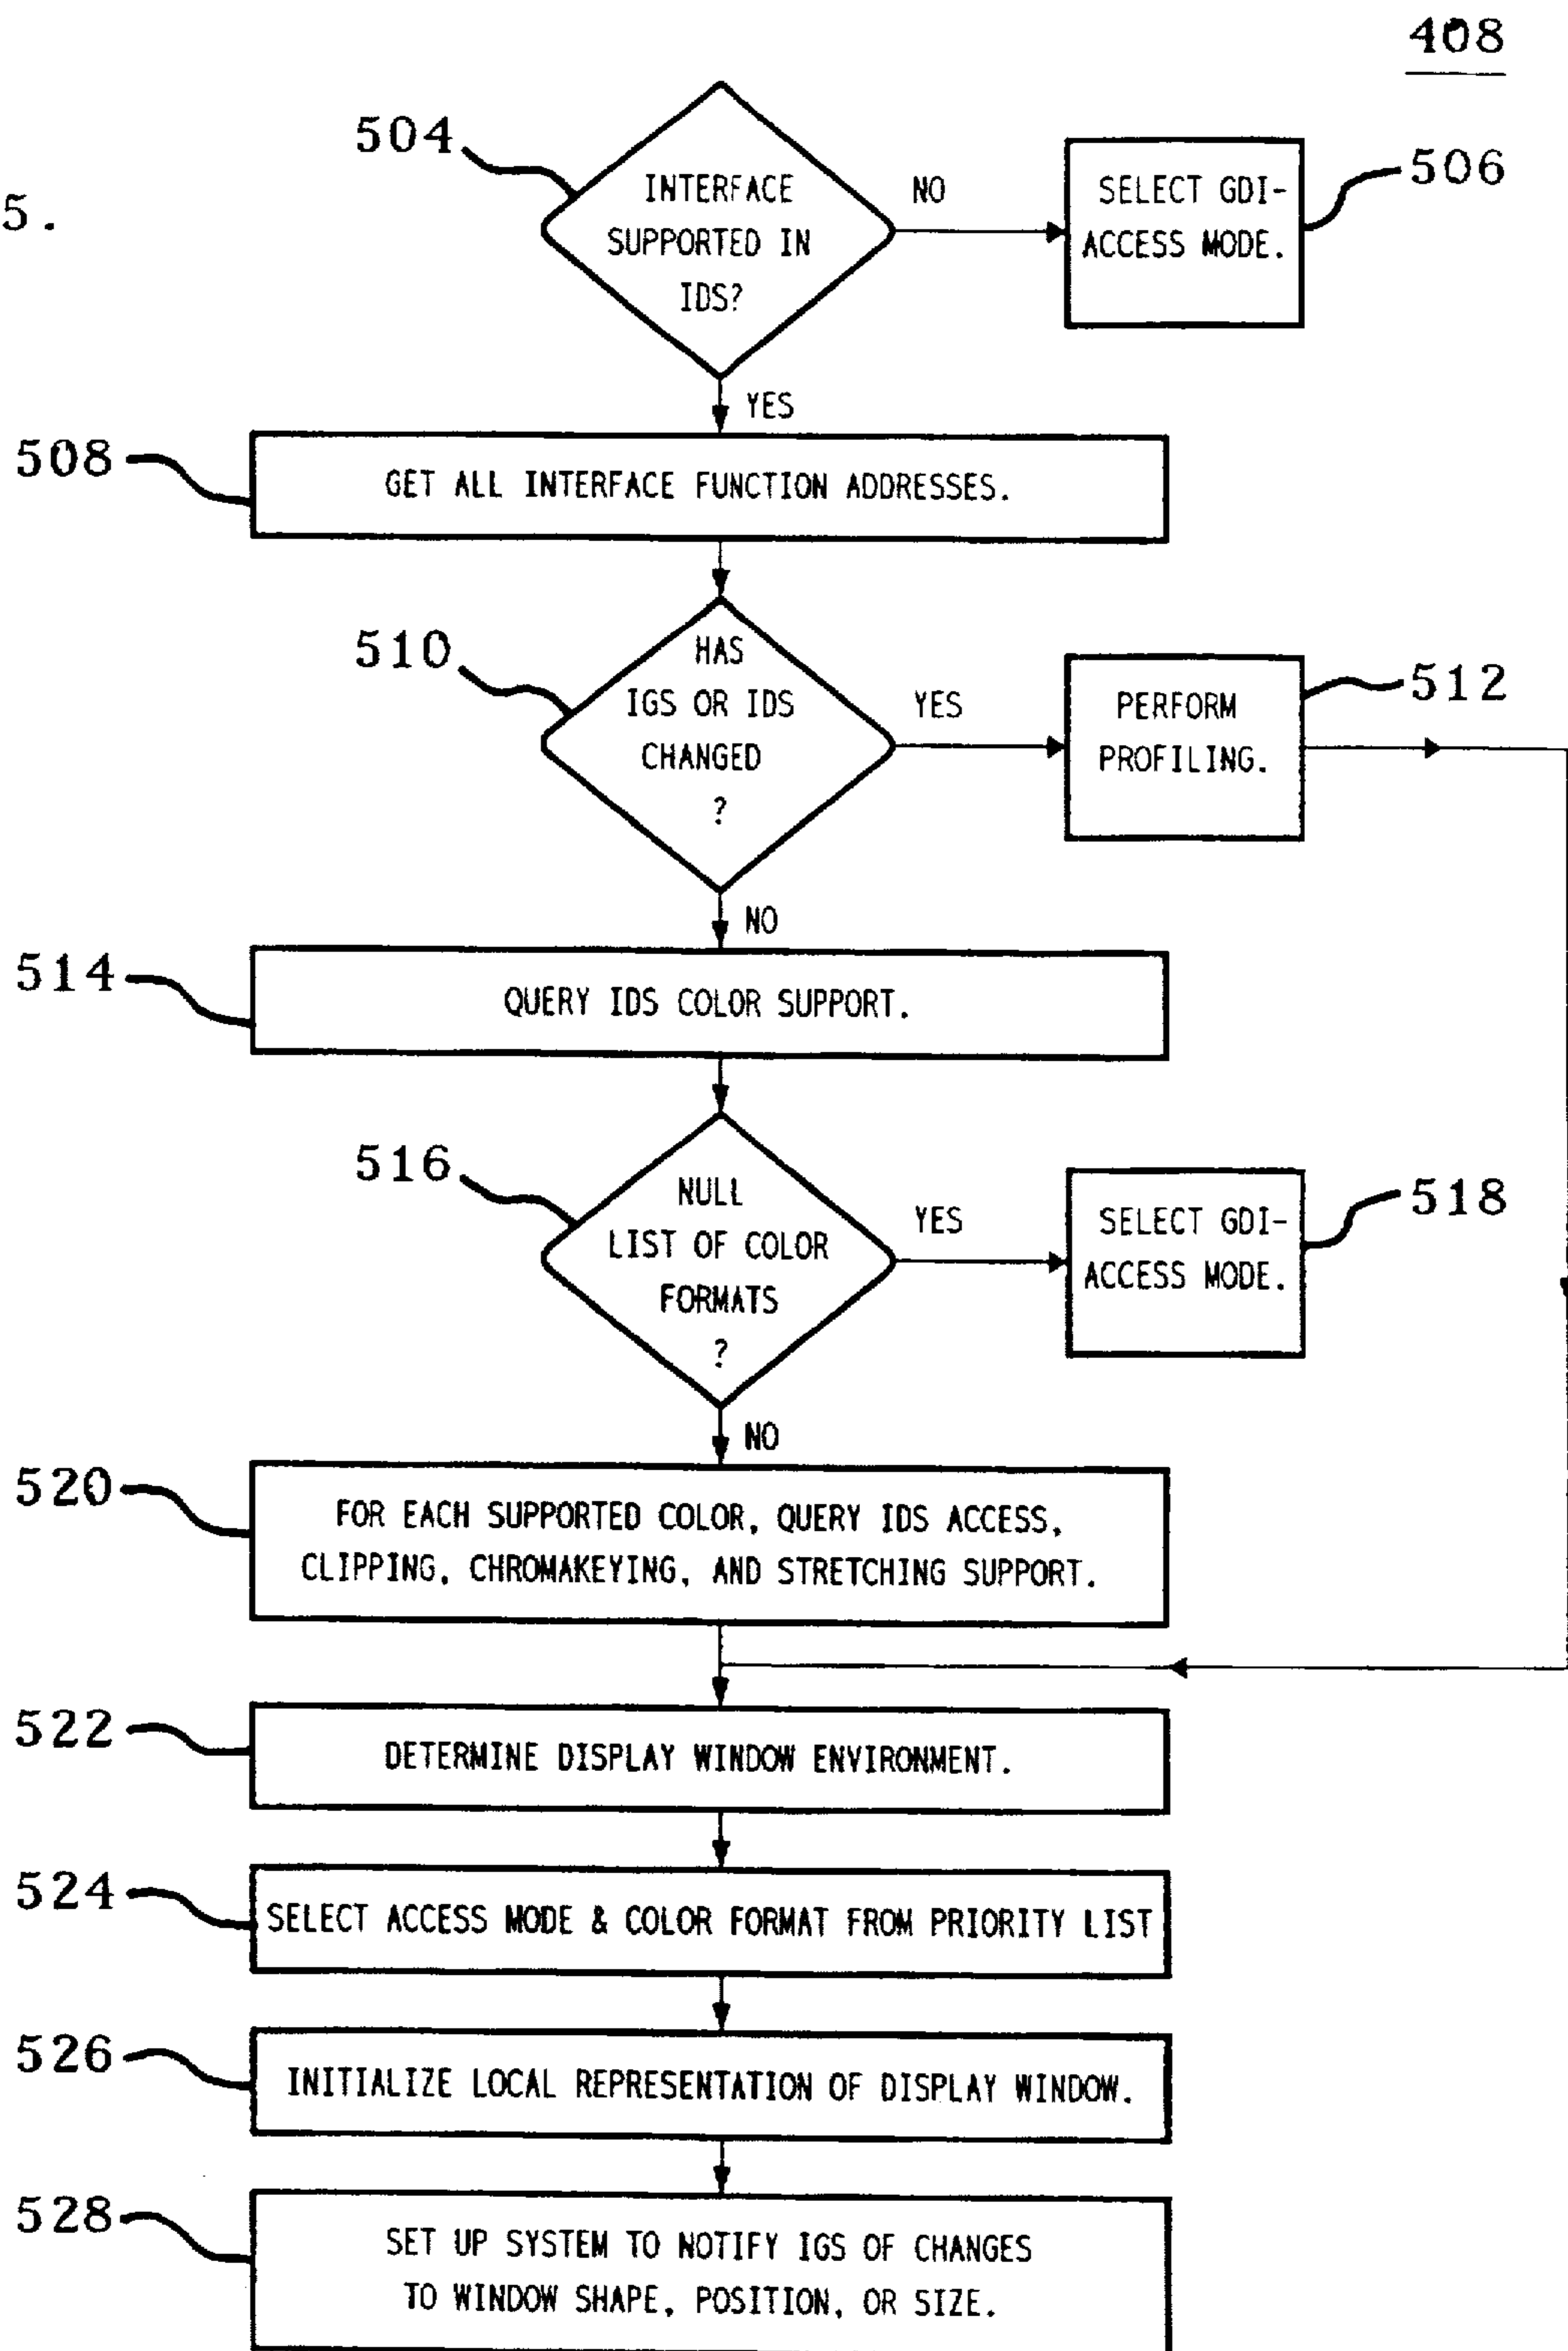 408
5.
504
INTERFACE
SUPPORTED IN
IDS?
NO
SELECT GDI-
ACCESS MODE.
506
YES
508
GET ALL INTERFACE FUNCTION ADDRESSES.
510
HAS
IGS OR IDS
CHANGED
?
YES
PERFORM
PROFILING.
512
NO
514
QUERY IDS COLOR SUPPORT.
516
NULL
LIST OF COLOR
FORMATS
?
YES
SELECT GDI-
ACCESS MODE.
518
NO
520
FOR EACH SUPPORTED COLOR, QUERY IDS ACCESS,
CLIPPING, CHROMAKEYING, AND STRETCHING SUPPORT.
522
DETERMINE DISPLAY WINDOW ENVIRONMENT.
524
SELECT ACCESS MODE & COLOR FORMAT FROM PRIORITY LIST
526
INITIALIZE LOCAL REPRESENTATION OF DISPLAY WINDOW.
528
SET UP SYSTEM TO NOTIFY IGS OF CHANGES
TO WINDOW SHAPE, POSITION, OR SIZE.